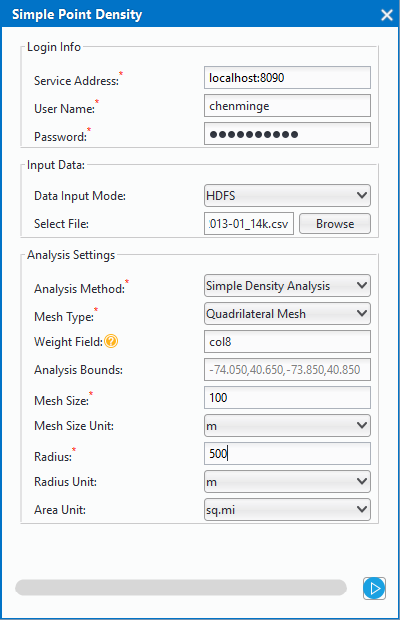 Simple Point Density
Login Info
Service Address:* localhost:8090
User Name:* chenminge
Password:* ●●●●●●●●●●
Input Data:
Data Input Mode: HDFS
Select File: 013-01_14k.csv Browse
Analysis Settings
Analysis Method:* Simple Density Analysis
Mesh Type:* Quadrilateral Mesh
Weight Field: ? col8
Analysis Bounds: -74.050,40.650,-73.850,40.850
Mesh Size:* 100
Mesh Size Unit: m
Radius:* 500
Radius Unit: m
Area Unit: sq.mi